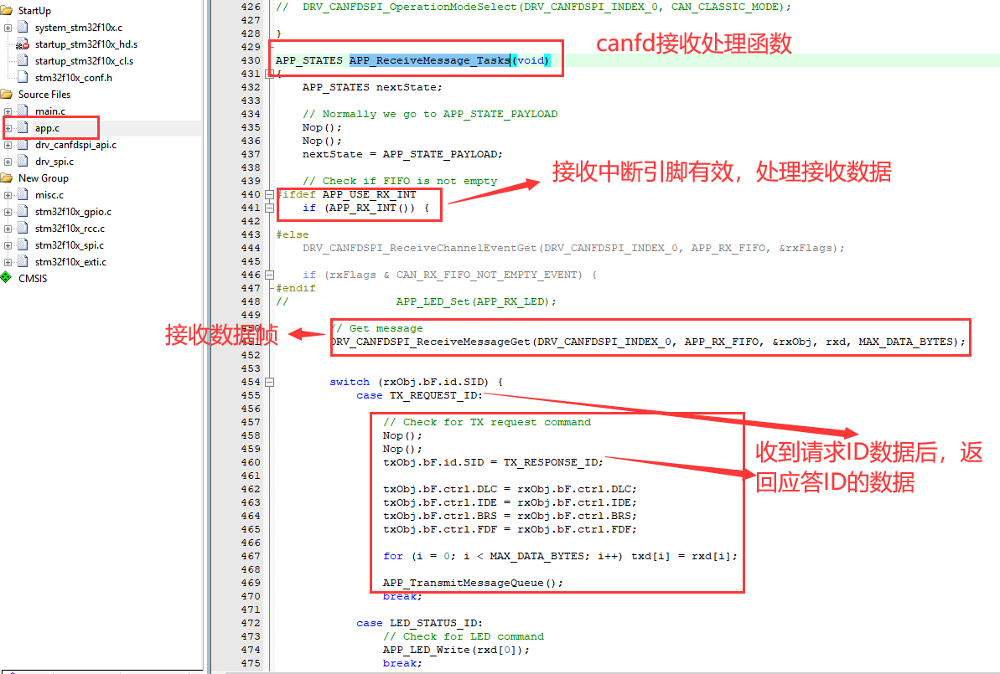 StartUp
system_stm32f10x.c
startup_stm32f10x_hd.s
startup_stm32f10x_cl.s
stm32f10x_conf.h
Source Files
main.c
app.c
drv_canfdspi_api.c
drv_spi.c
New Group
misc.c
stm32f10x_gpio.c
stm32f10x_rcc.c
stm32f10x_spi.c
stm32f10x_exti.c
CMSIS
426 //  DRV_CANFDSPI_OperationModeSelect(DRV_CANFDSPI_INDEX_0, CAN_CLASSIC_MODE);
427
428 }
429
canfd接收处理函数
430 APP_STATES APP_ReceiveMessage_Tasks(void)
431 {
432     APP_STATES nextState;
433
434     // Normally we go to APP_STATE_PAYLOAD
435     Nop();
436     Nop();
437     nextState = APP_STATE_PAYLOAD;
438
接收中断引脚有效，处理接收数据
439     // Check if FIFO is not empty
440 #ifdef APP_USE_RX_INT
441     if (APP_RX_INT()) {
442
443 #else
444     DRV_CANFDSPI_ReceiveChannelEventGet(DRV_CANFDSPI_INDEX_0, APP_RX_FIFO, &rxFlags);
445
446     if (rxFlags & CAN_RX_FIFO_NOT_EMPTY_EVENT) {
447 #endif
448 //                APP_LED_Set(APP_RX_LED);
449
接收数据帧
450         // Get message
451         DRV_CANFDSPI_ReceiveMessageGet(DRV_CANFDSPI_INDEX_0, APP_RX_FIFO, &rxObj, rxd, MAX_DATA_BYTES);
452
453
454         switch (rxObj.bF.id.SID) {
455             case TX_REQUEST_ID:
456
457                 // Check for TX request command
458                 Nop();
459                 Nop();
收到请求ID数据后，返
回应答ID的数据
460                 txObj.bF.id.SID = TX_RESPONSE_ID;
461
462                 txObj.bF.ctrl.DLC = rxObj.bF.ctrl.DLC;
463                 txObj.bF.ctrl.IDE = rxObj.bF.ctrl.IDE;
464                 txObj.bF.ctrl.BRS = rxObj.bF.ctrl.BRS;
465                 txObj.bF.ctrl.FDF = rxObj.bF.ctrl.FDF;
466
467                 for (i = 0; i < MAX_DATA_BYTES; i++) txd[i] = rxd[i];
468
469                 APP_TransmitMessageQueue();
470                 break;
471
472             case LED_STATUS_ID:
473                 // Check for LED command
474                 APP_LED_Write(rxd[0]);
475                 break;